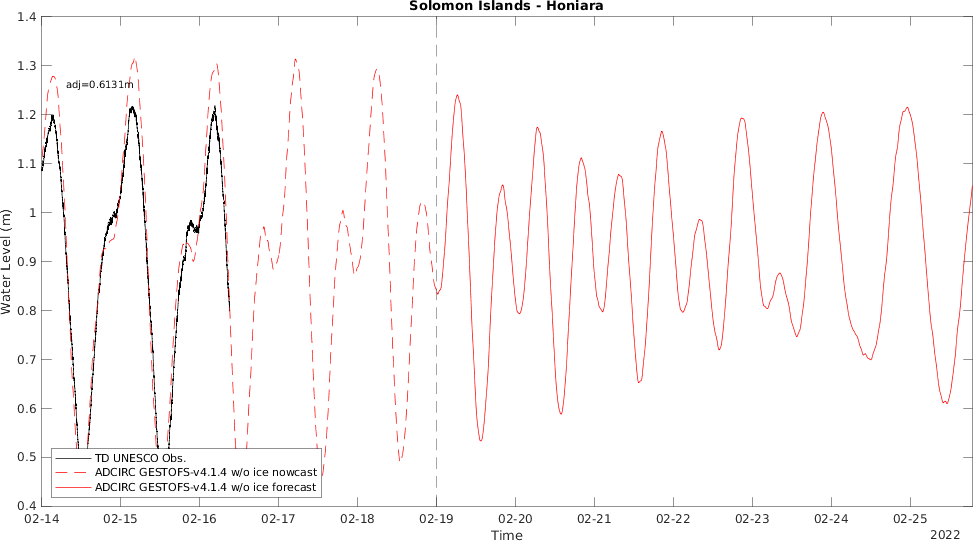 Solomon Islands - Honiara
1.4
1.3
adj=0.6131m
1.2
1.1
1
0.9
0.8
0.7
0.6
0.5
0.4
Water Level (m)
TD UNESCO Obs.
ADCIRC GESTOFS-v4.1.4 w/o ice nowcast
ADCIRC GESTOFS-v4.1.4 w/o ice forecast
02-14 02-15 02-16 02-17 02-18 02-19 02-20 02-21 02-22 02-23 02-24 02-25
Time
2022